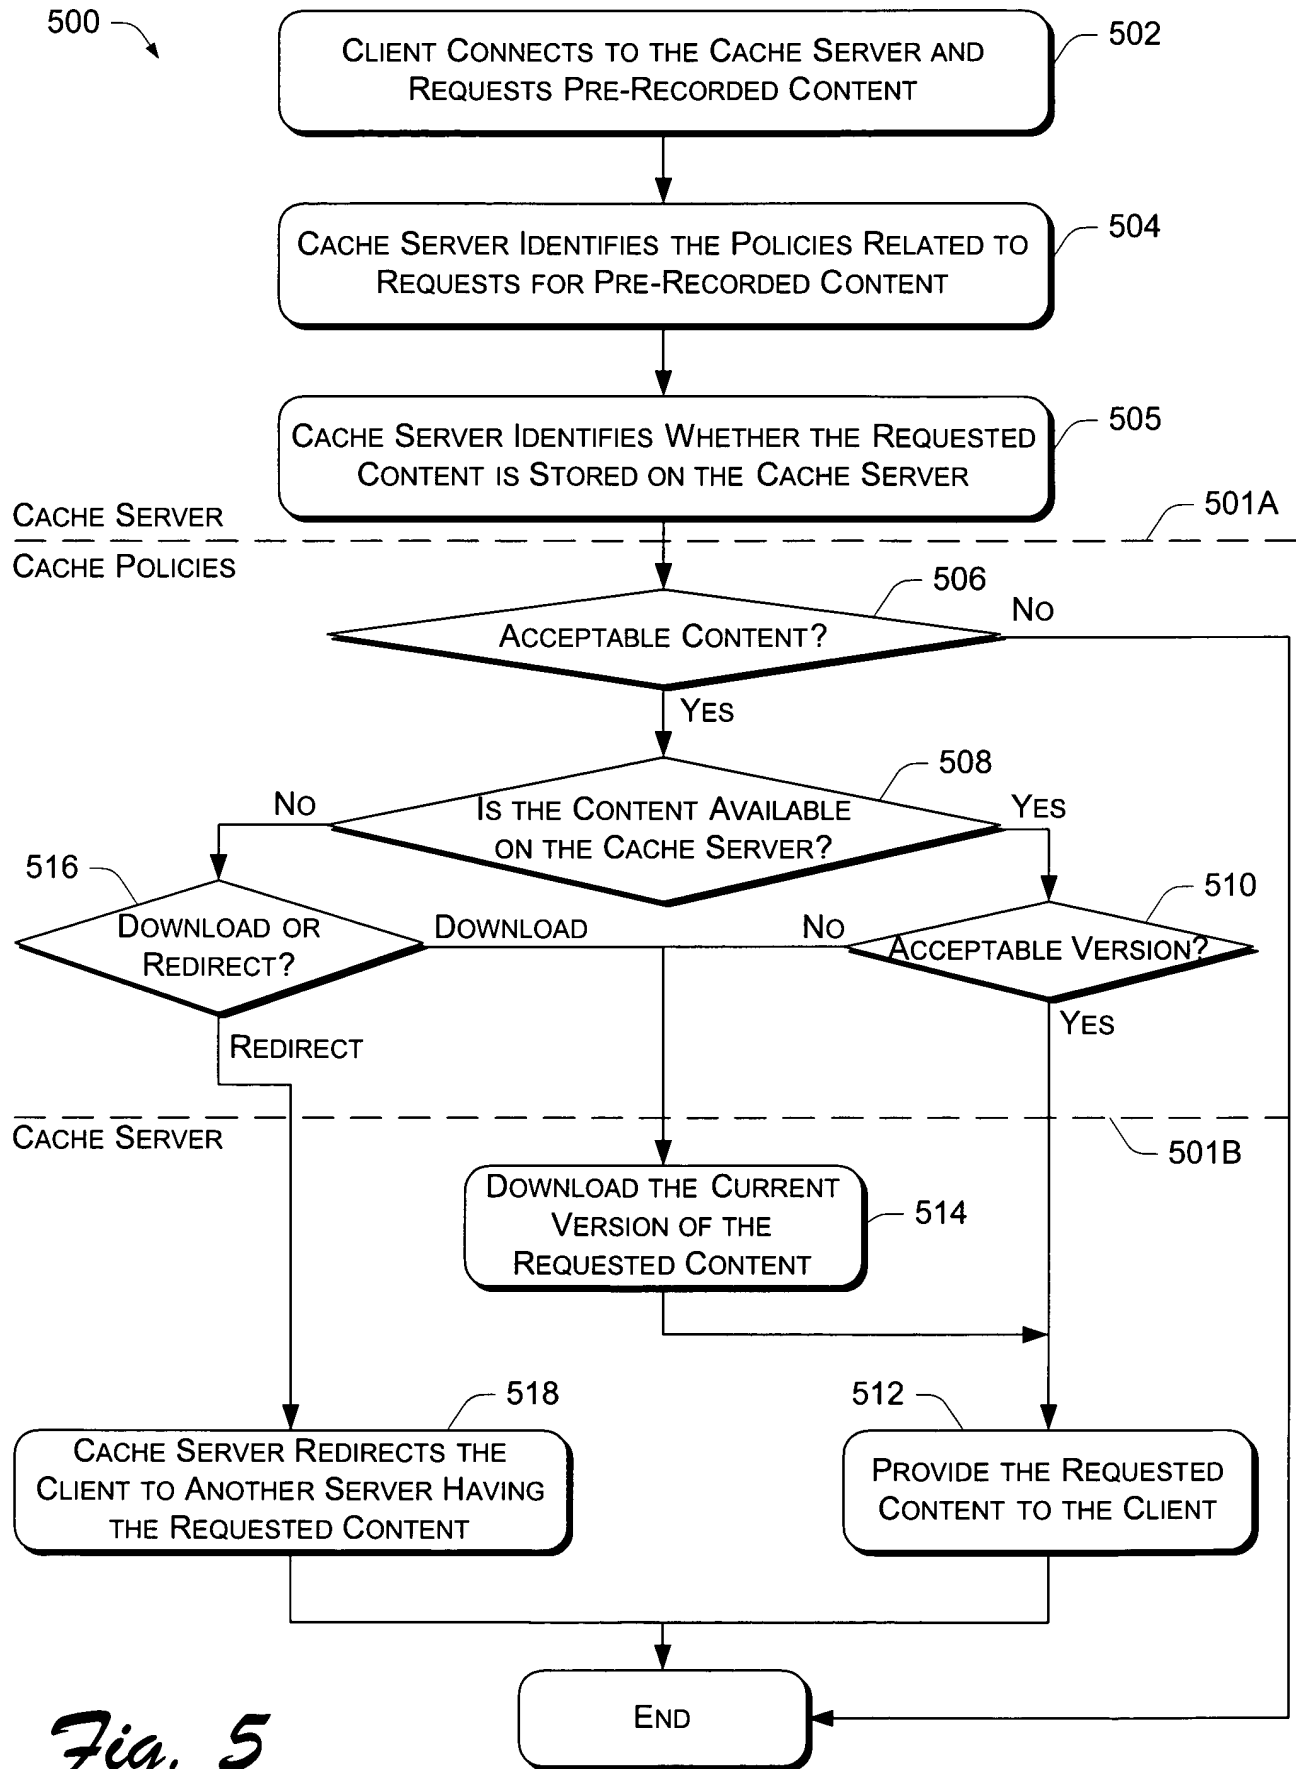 500
CLIENT CONNECTS TO THE CACHE SERVER AND
REQUESTS PRE-RECORDED CONTENT
502
CACHE SERVER IDENTIFIES THE POLICIES RELATED TO
REQUESTS FOR PRE-RECORDED CONTENT
504
CACHE SERVER IDENTIFIES WHETHER THE REQUESTED
CONTENT IS STORED ON THE CACHE SERVER
505
CACHE SERVER
501A
CACHE POLICIES
506
ACCEPTABLE CONTENT?
NO
YES
508
IS THE CONTENT AVAILABLE
ON THE CACHE SERVER?
NO
YES
516
DOWNLOAD OR
REDIRECT?
DOWNLOAD
NO
510
ACCEPTABLE VERSION?
REDIRECT
YES
CACHE SERVER
501B
DOWNLOAD THE CURRENT
VERSION OF THE
REQUESTED CONTENT
514
518
CACHE SERVER REDIRECTS THE
CLIENT TO ANOTHER SERVER HAVING
THE REQUESTED CONTENT
512
PROVIDE THE REQUESTED
CONTENT TO THE CLIENT
END
Fig. 5